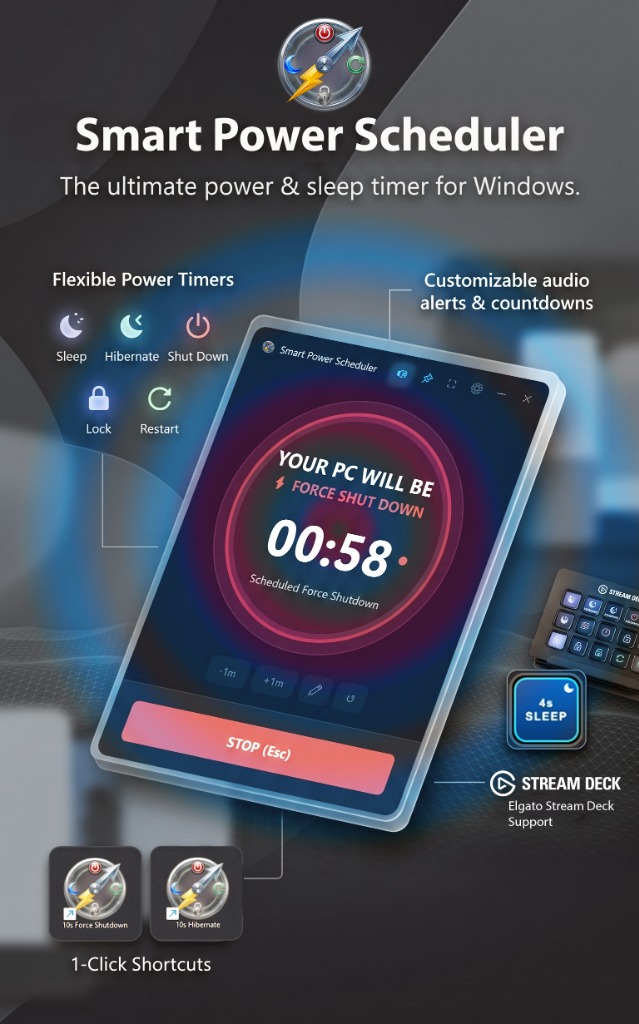 Smart Power Scheduler
The ultimate power & sleep timer for Windows.
Flexible Power Timers
Sleep
Hibernate
Shut Down
Lock
Restart
Customizable audio
alerts & countdowns
Smart Power Scheduler
YOUR PC WILL BE
FORCE SHUT DOWN
00:58
Scheduled Force Shutdown
-1m
+1m
STOP (Esc)
STREAM DEC
4s
SLEEP
STREAM DECK
Elgato Stream Deck
Support
10s Force Shutdown
10s Hibernate
1-Click Shortcuts